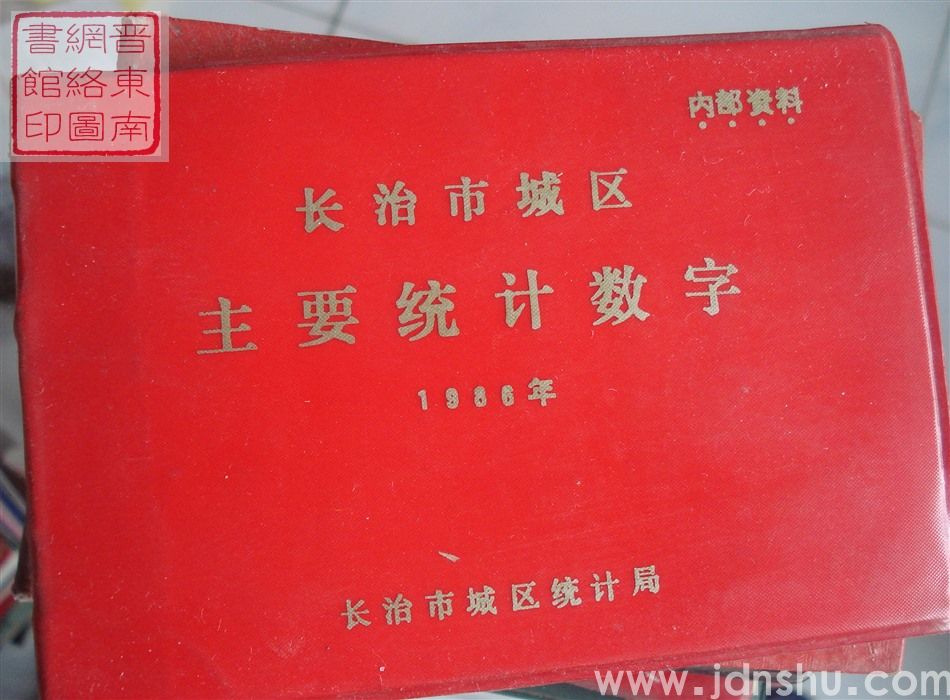 晋東南
網絡圖
書館印
内部资料
长治市城区
主要统计数字
1986年
长治市城区统计局
www.jdnshu.com